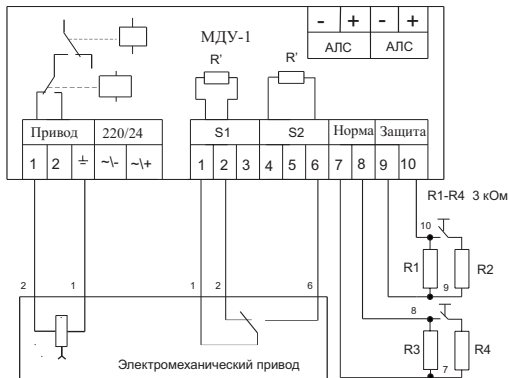 - + - +
МДУ-1
АЛС АЛС
R' R'
Привод 220/24 S1 S2 Норма Защита
1 2 ⏚ ~\- ~\+ 1 2 3 4 5 6 7 8 9 10
R1-R4 3 кОм
10
R1 R2
9
2 1 1 2 6
8
R3 R4
7
Электромеханический привод